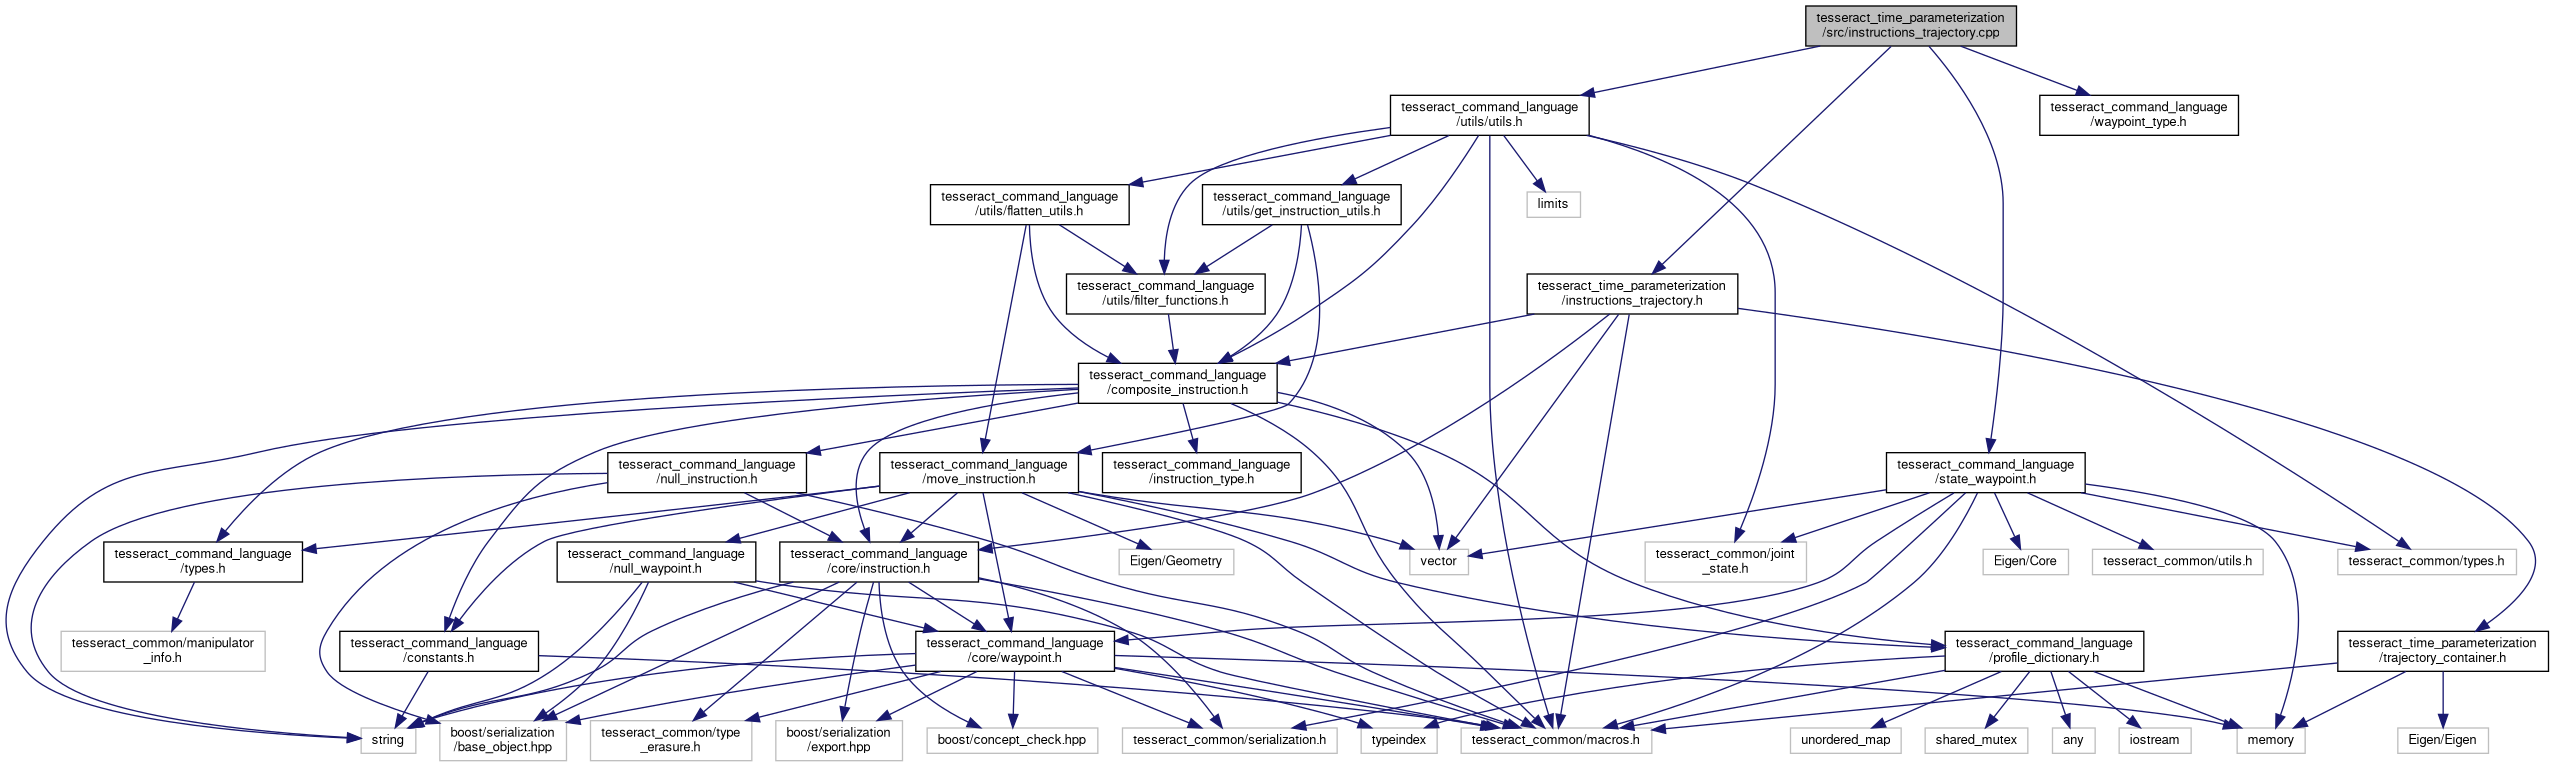 tesseract_time_parameterization
/src/instructions_trajectory.cpp
tesseract_command_language
/utils/utils.h
tesseract_command_language
/waypoint_type.h
tesseract_command_language
/utils/flatten_utils.h
tesseract_command_language
/utils/get_instruction_utils.h
limits
tesseract_command_language
/utils/filter_functions.h
tesseract_time_parameterization
/instructions_trajectory.h
tesseract_command_language
/composite_instruction.h
tesseract_command_language
/null_instruction.h
tesseract_command_language
/move_instruction.h
tesseract_command_language
/instruction_type.h
tesseract_command_language
/state_waypoint.h
tesseract_command_language
/types.h
tesseract_command_language
/null_waypoint.h
tesseract_command_language
/core/instruction.h
Eigen/Geometry
vector
tesseract_common/joint
_state.h
Eigen/Core
tesseract_common/utils.h
tesseract_common/types.h
tesseract_common/manipulator
_info.h
tesseract_command_language
/constants.h
tesseract_command_language
/core/waypoint.h
tesseract_command_language
/profile_dictionary.h
tesseract_time_parameterization
/trajectory_container.h
string
boost/serialization
/base_object.hpp
tesseract_common/type
_erasure.h
boost/serialization
/export.hpp
boost/concept_check.hpp
tesseract_common/serialization.h
typeindex
tesseract_common/macros.h
unordered_map
shared_mutex
any
iostream
memory
Eigen/Eigen